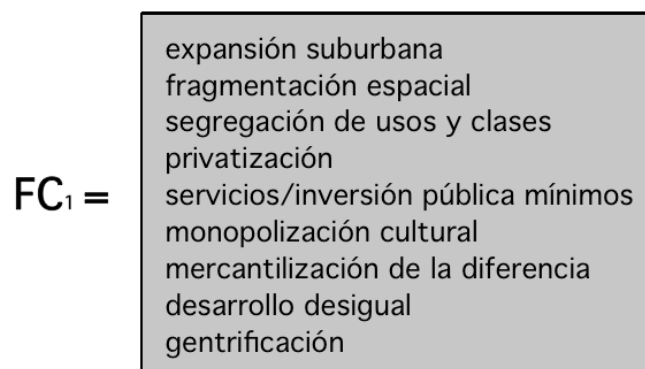 FC₁ =
expansión suburbana
fragmentación espacial
segregación de usos y clases
privatización
servicios/inversión pública mínimos
monopolización cultural
mercantilización de la diferencia
desarrollo desigual
gentrificación